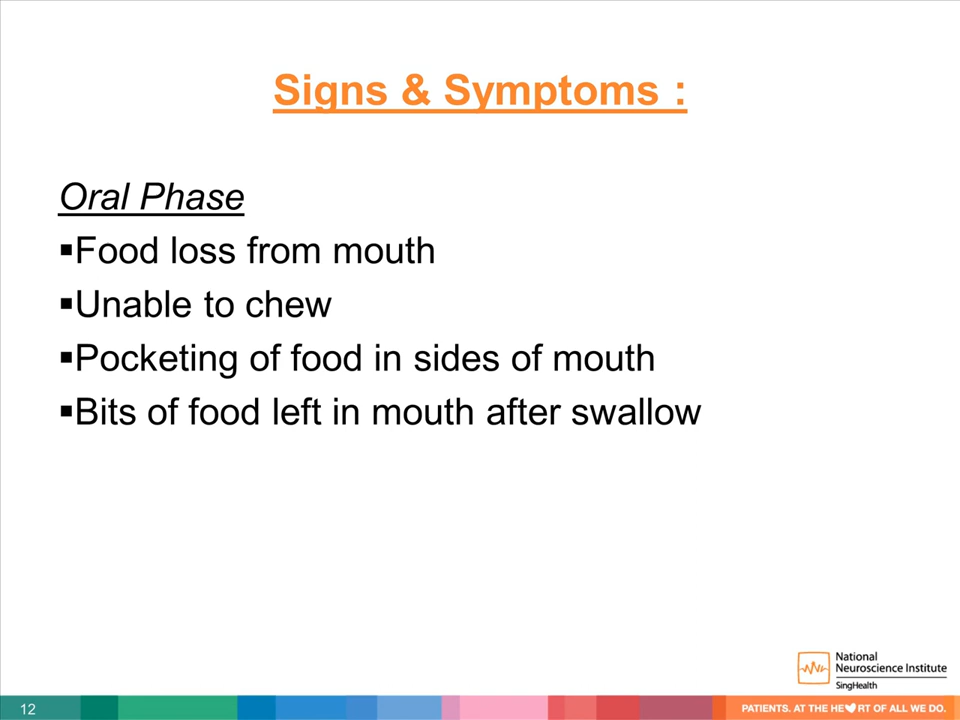 Signs & Symptoms :
Oral Phase
▪Food loss from mouth
▪Unable to chew
▪Pocketing of food in sides of mouth
▪Bits of food left in mouth after swallow
National
Neuroscience Institute
SingHealth
12
PATIENTS. AT THE HE♥RT OF ALL WE DO.